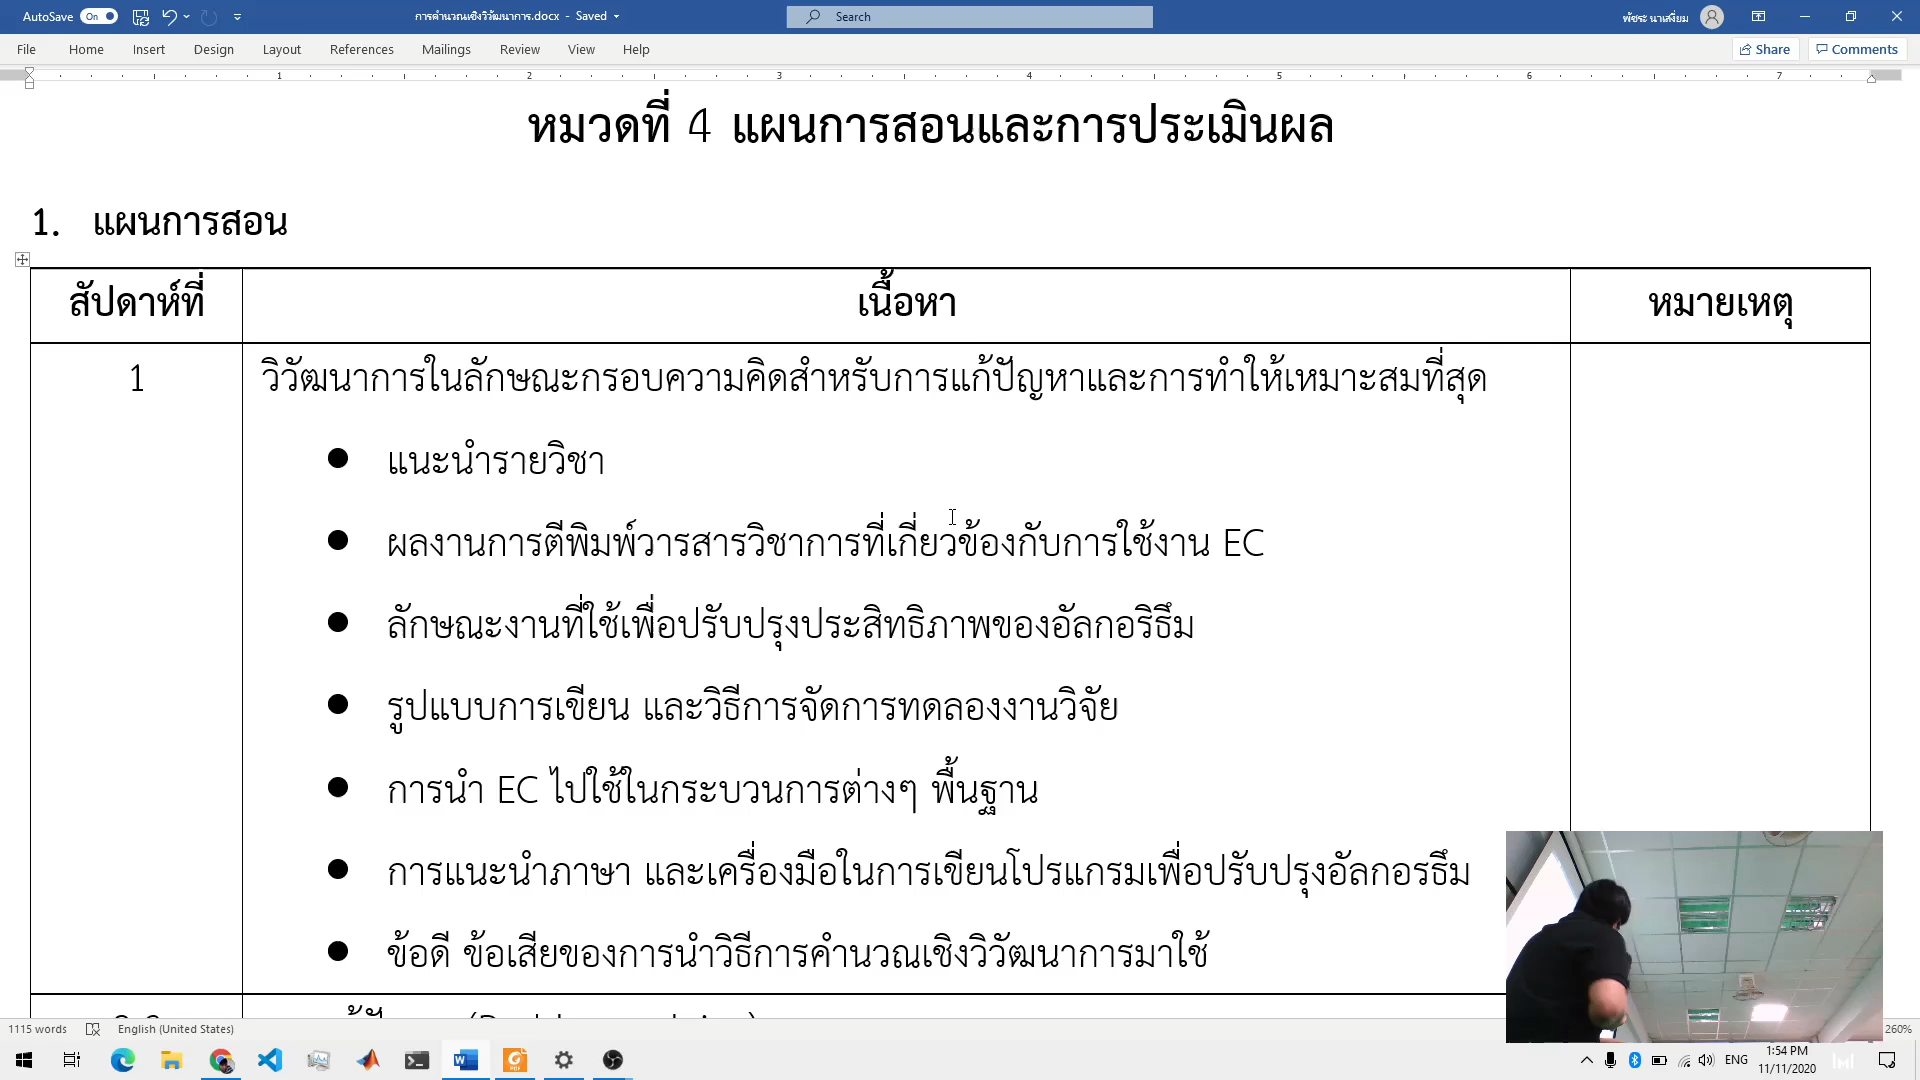 AutoSave On การคำนวณเชิงวิวัฒนาการ.docx - Saved Search พัชระ นาเสงี่ยม
File Home Insert Design Layout References Mailings Review View Help Share Comments
1 2 3 4 5 6 7
หมวดที่ 4 แผนการสอนและการประเมินผล
1. แผนการสอน
สัปดาห์ที่ เนื้อหา หมายเหตุ
1 วิวัฒนาการในลักษณะกรอบความคิดสำหรับการแก้ปัญหาและการทำให้เหมาะสมที่สุด
● แนะนำรายวิชา
● ผลงานการตีพิมพ์วารสารวิชาการที่เกี่ยวข้องกับการใช้งาน EC
● ลักษณะงานที่ใช้เพื่อปรับปรุงประสิทธิภาพของอัลกอริธึม
● รูปแบบการเขียน และวิธีการจัดการทดลองงานวิจัย
● การนำ EC ไปใช้ในกระบวนการต่างๆ พื้นฐาน
● การแนะนำภาษา และเครื่องมือในการเขียนโปรแกรมเพื่อปรับปรุงอัลกอรธึม
● ข้อดี ข้อเสียของการนำวิธีการคำนวณเชิงวิวัฒนาการมาใช้
1115 words English (United States) 260%
ENG 1:54 PM
11/11/2020